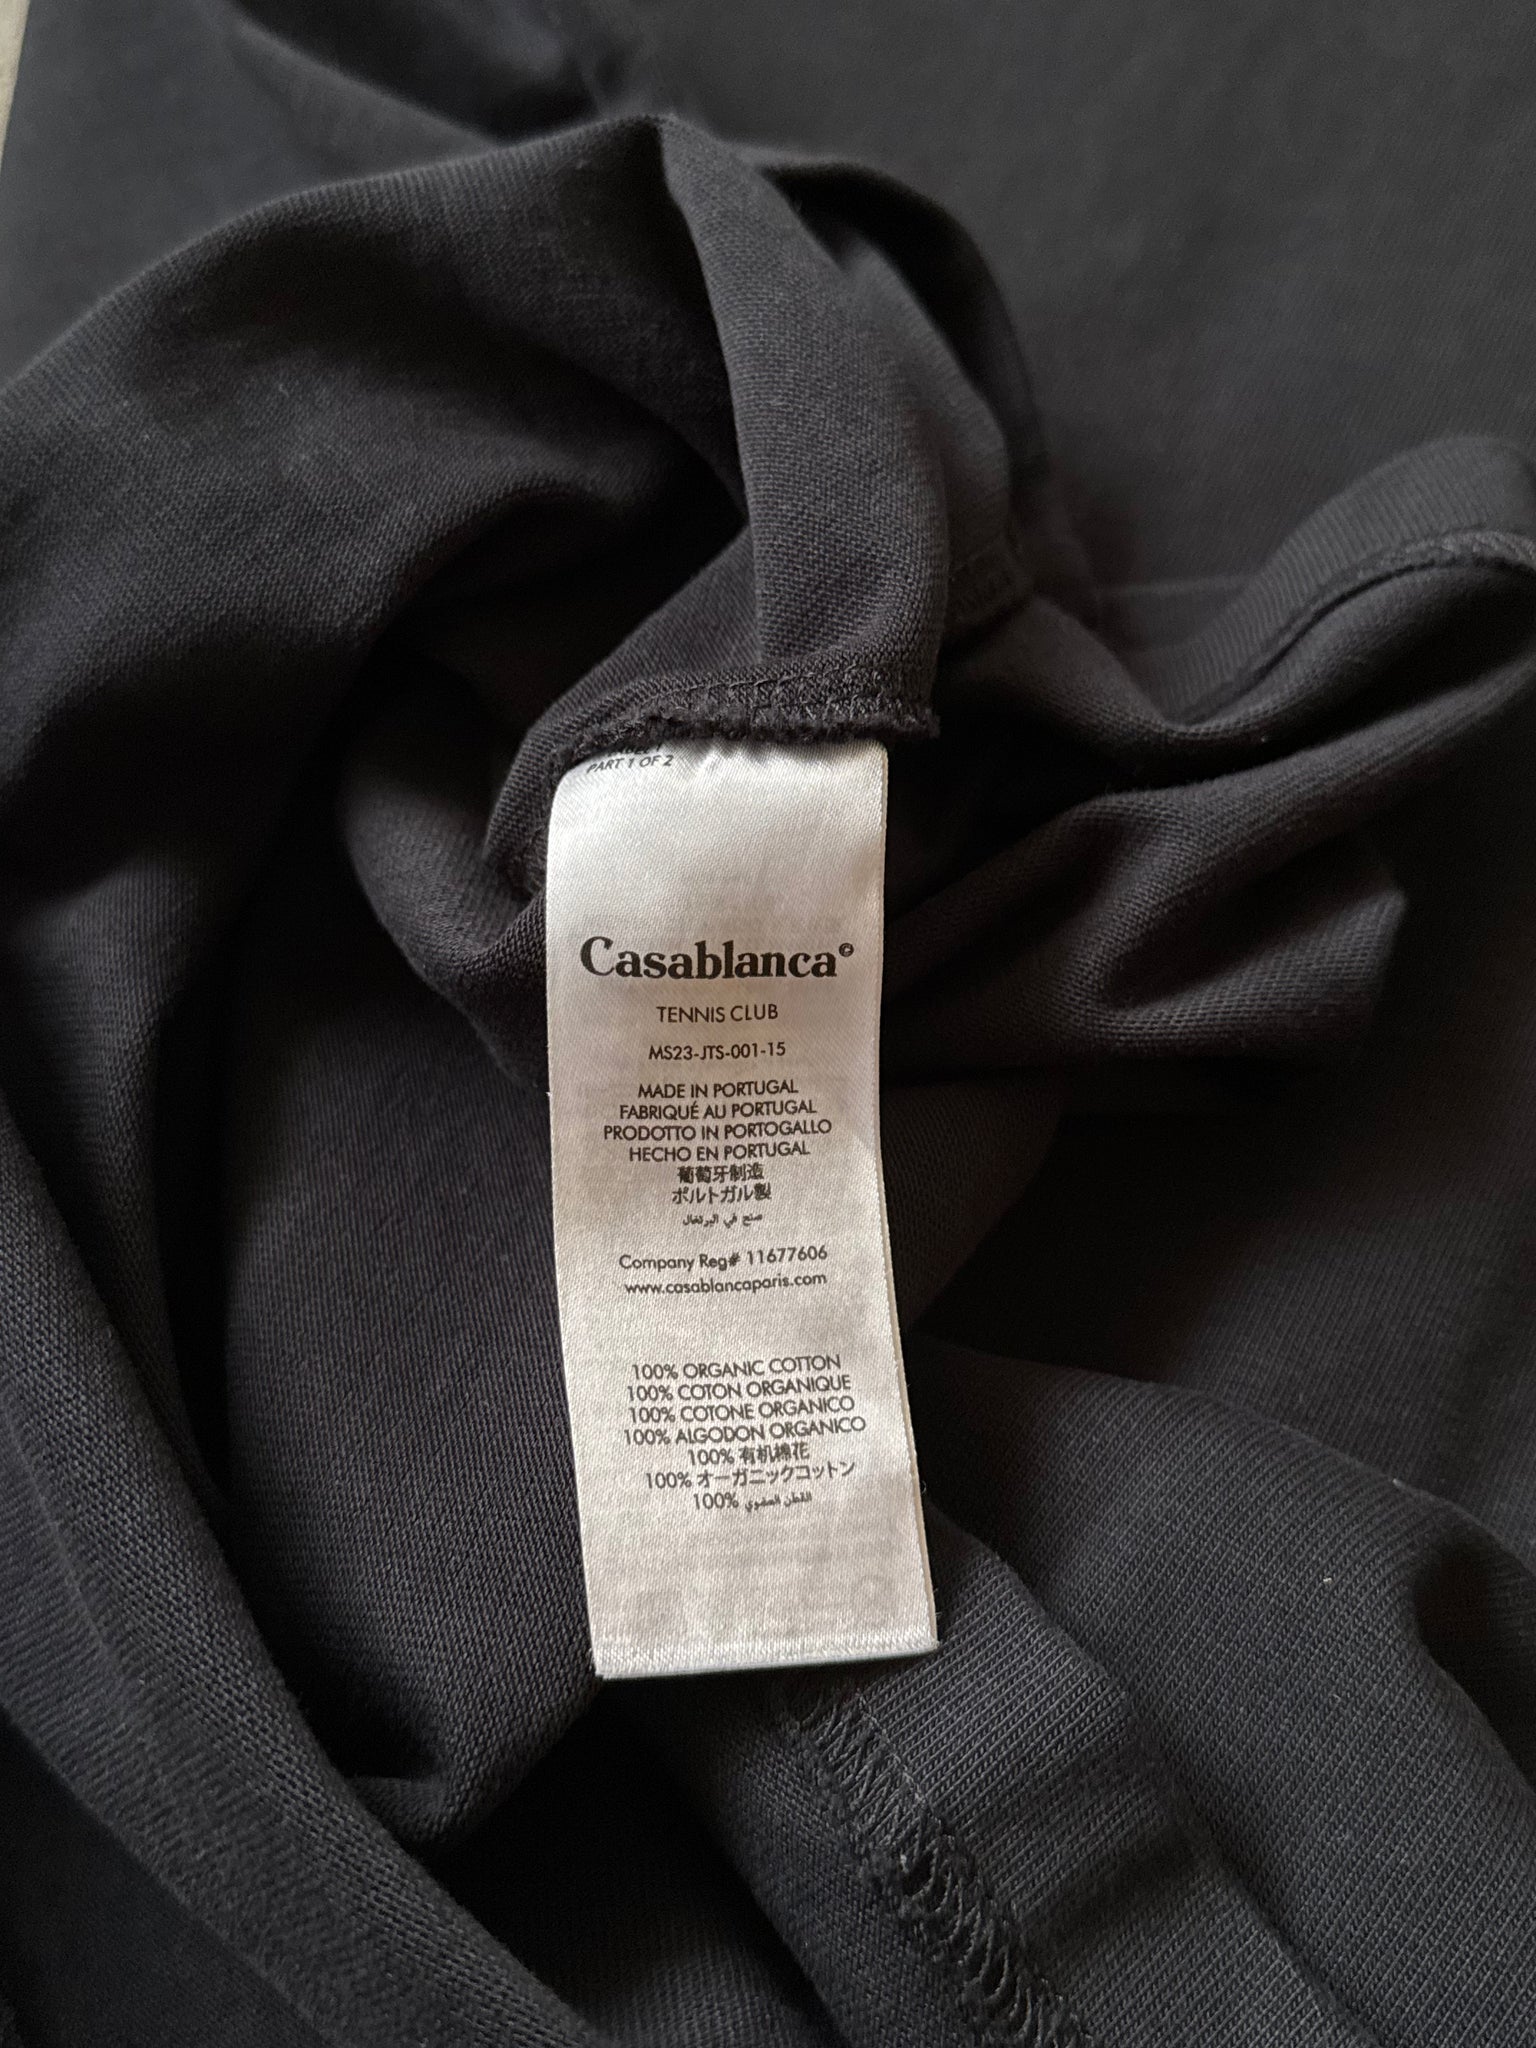 PART 1 OF 2
Casablanca©
TENNIS CLUB
MS23-JTS-001-15
MADE IN PORTUGAL
FABRIQUÉ AU PORTUGAL
PRODOTTO IN PORTOGALLO
HECHO EN PORTUGAL
葡萄牙制造
ポルトガル製
صنع في البرتغال
Company Reg# 11677606
www.casablancaparis.com
100% ORGANIC COTTON
100% COTON ORGANIQUE
100% COTONE ORGANICO
100% ALGODON ORGANICO
100% 有机棉花
100% オーガニックコットン
100% القطن العضوي